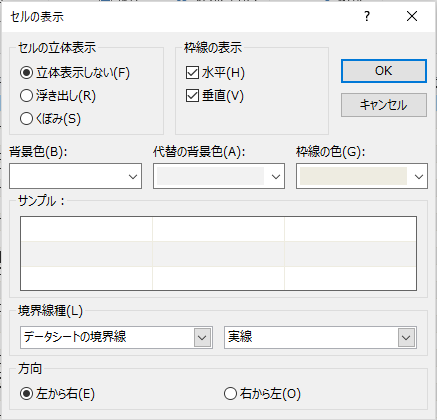 セルの表示
セルの立体表示
立体表示しない(F)
浮き出し(R)
くぼみ(S)
枠線の表示
水平(H)
垂直(V)
OK
キャンセル
背景色(B):
代替の背景色(A):
枠線の色(G):
サンプル：
境界線種(L)
データシートの境界線
実線
方向
左から右(E)
右から左(O)